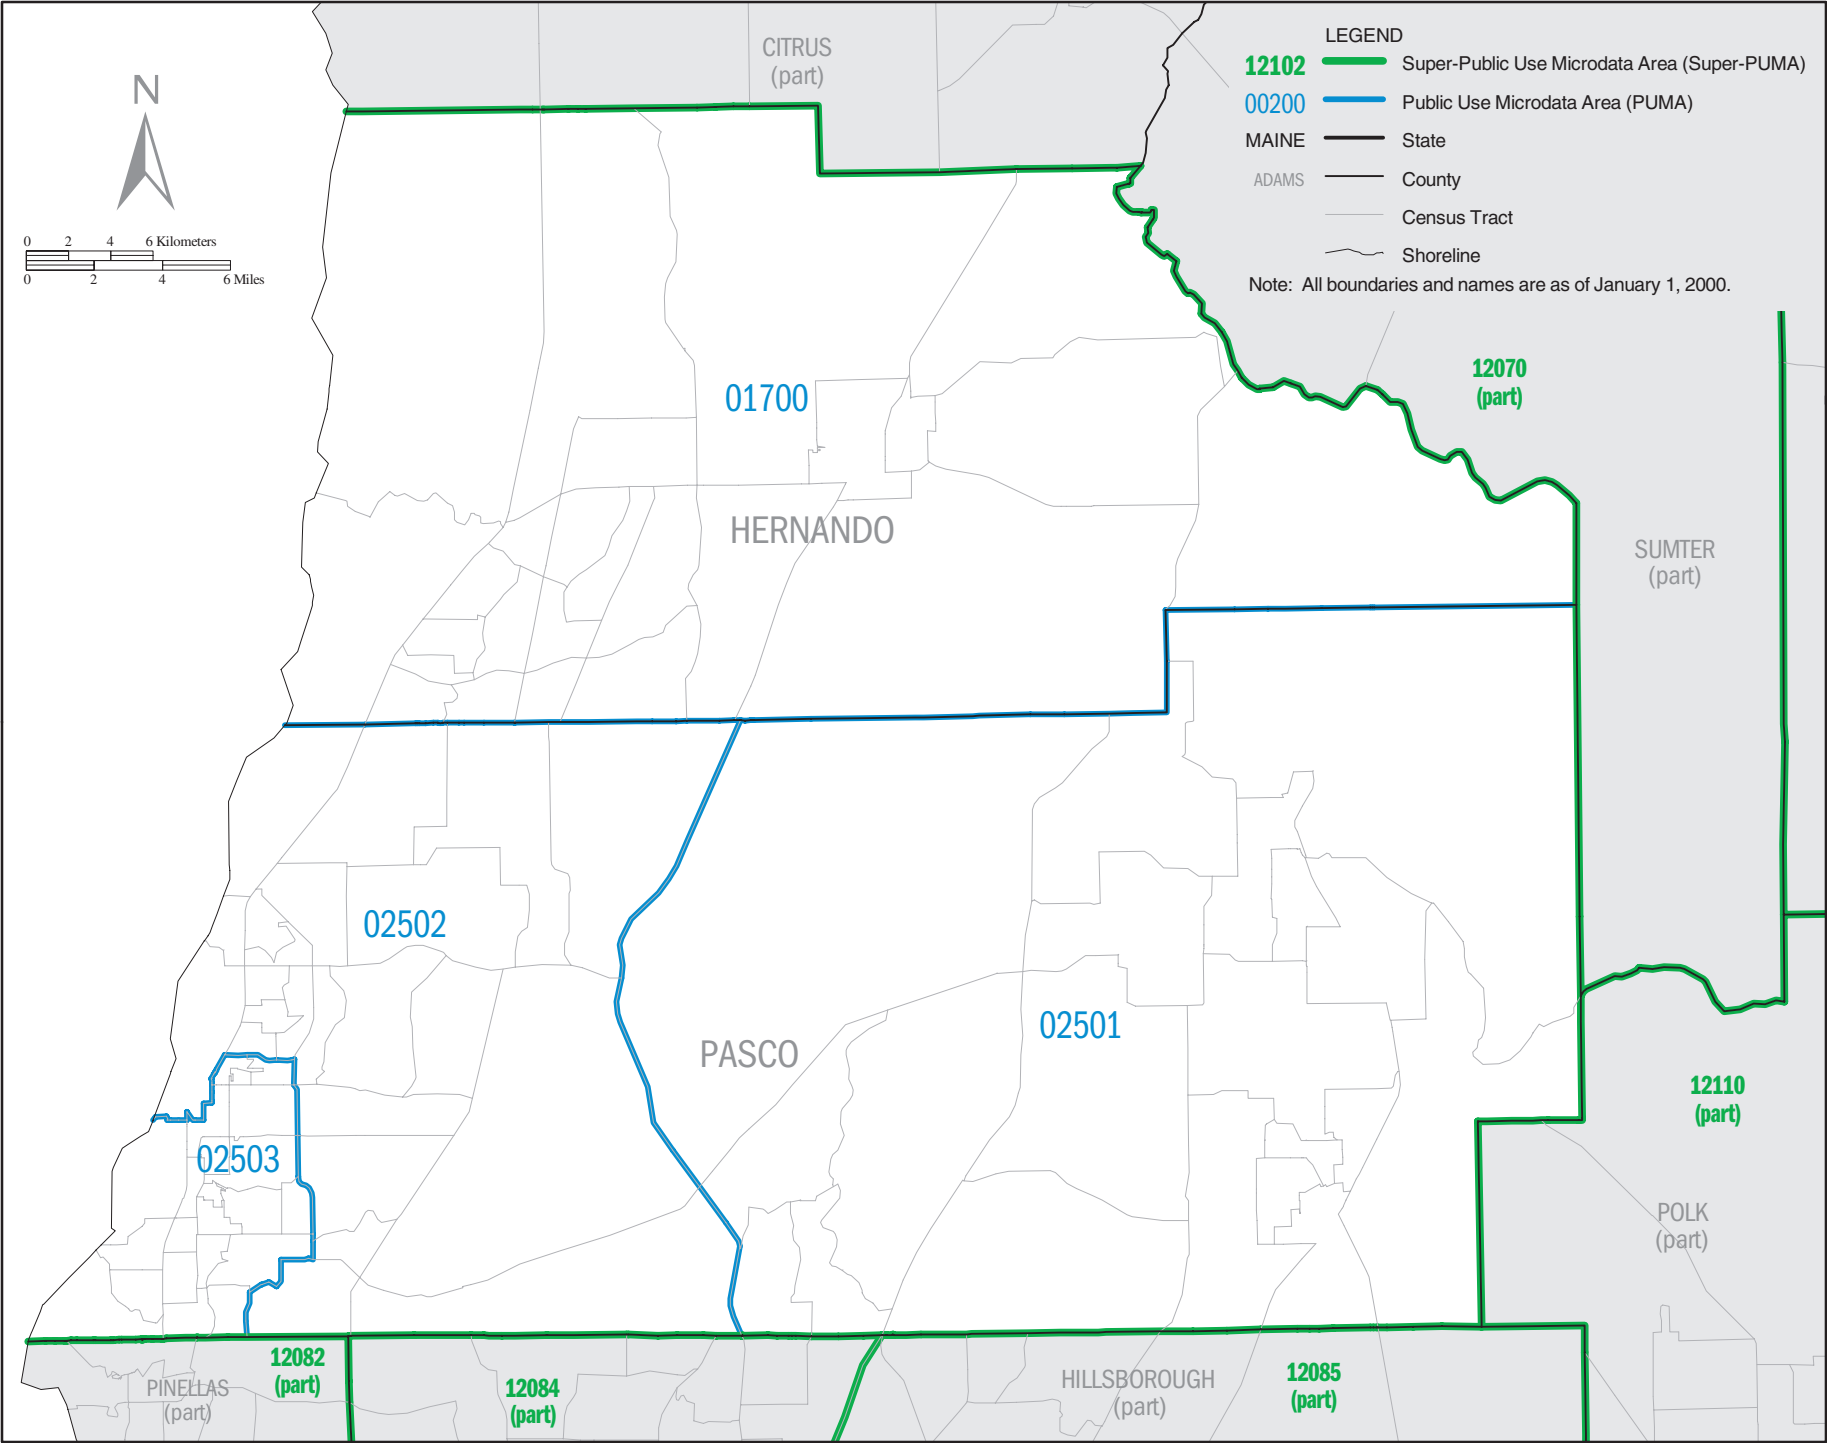 CITRUS
(part)
LEGEND
12102 Super-Public Use Microdata Area (Super-PUMA)
00200 Public Use Microdata Area (PUMA)
MAINE State
ADAMS County
Census Tract
Shoreline
Note: All boundaries and names are as of January 1, 2000.
N
0 2 4 6 Kilometers
0 2 4 6 Miles
12070
(part)
01700
HERNANDO
SUMTER
(part)
02502
02501
PASCO
12110
(part)
02503
POLK
(part)
12082
(part)
PINELLAS
(part)
12084
(part)
HILLSBOROUGH
(part)
12085
(part)